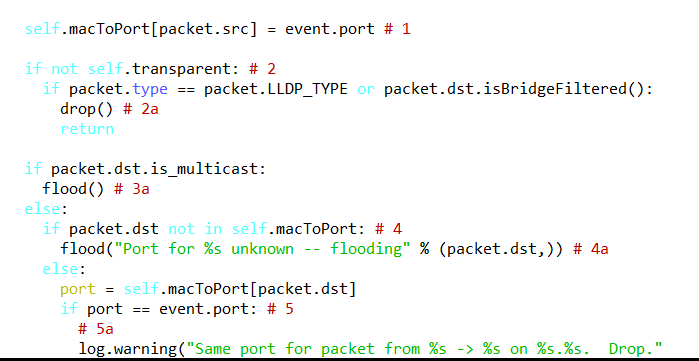 self.macToPort[packet.src] = event.port # 1
if not self.transparent: # 2
if packet.type == packet.LLDP_TYPE or packet.dst.isBridgeFiltered():
drop() # 2a
return
if packet.dst.is_multicast:
flood() # 3a
else:
if packet.dst not in self.macToPort: # 4
flood("Port for %s unknown -- flooding" % (packet.dst,)) # 4a
else:
port = self.macToPort[packet.dst]
if port == event.port: # 5
# 5a
log.warning("Same port for packet from %s -> %s on %s.%s.  Drop."